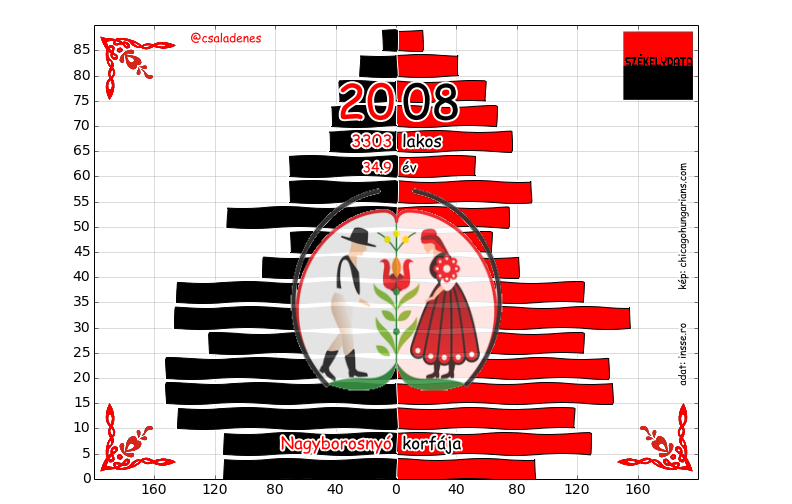 @csaladenes
SZÉKELYDATA
2008
3303 lakos
34.9 év
kép: chicagohungarians.com
adat: insse.ro
Nagyborosnyó korfája
85
80
75
70
65
60
55
50
45
40
35
30
25
20
15
10
5
0
160 120 80 40 0 40 80 120 160